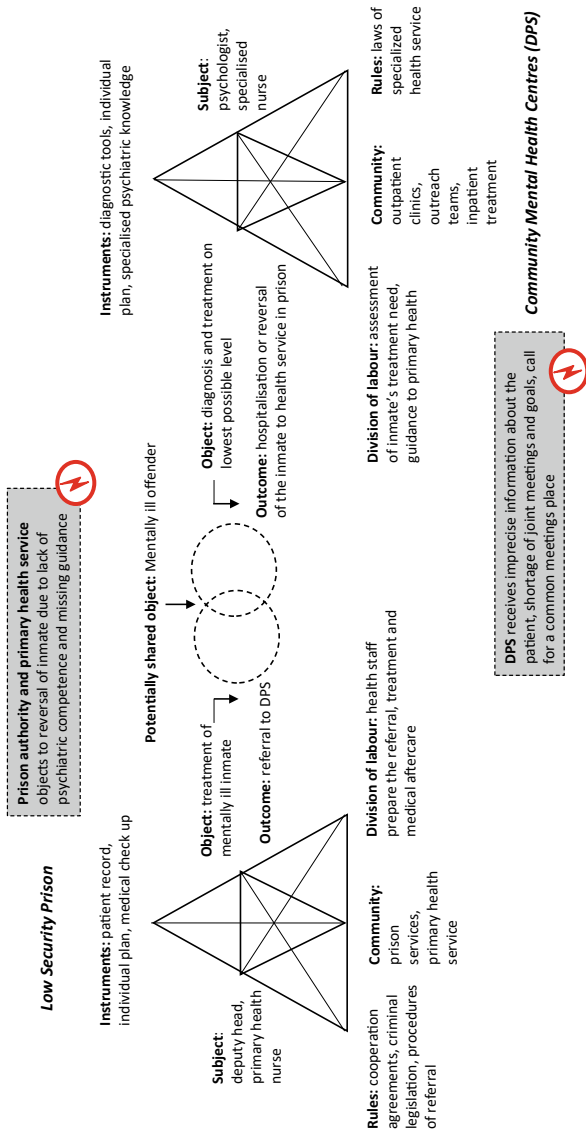 Low Security Prison
Prison authority and primary health service
objects to reversal of inmate due to lack of
psychiatric competence and missing guidance
Instruments: patient record,
individual plan, medical check up
Subject:
deputy head,
primary health
nurse
Rules: cooperation
agreements, criminal
legislation, procedures
of referral
Community:
prison
services,
primary health
service
Division of labour: health staff
prepare the referral, treatment and
medical aftercare
Object: treatment of
mentally ill inmate
Outcome: referral to DPS
Potentially shared object: Mentally ill offender
Object: diagnosis and treatment on
lowest possible level
Outcome: hospitalisation or reversal
of the inmate to health service in prison
Instruments: diagnostic tools, individual
plan, specialised psychiatric knowledge
Subject:
psychologist,
specialised
nurse
Division of labour: assessment
of inmate’s treatment need,
guidance to primary health
Community:
outpatient
clinics,
outreach
teams,
inpatient
treatment
Rules: laws of
specialized
health service
DPS receives imprecise information about the
patient, shortage of joint meetings and goals, call
for a common meetings place
Community Mental Health Centres (DPS)